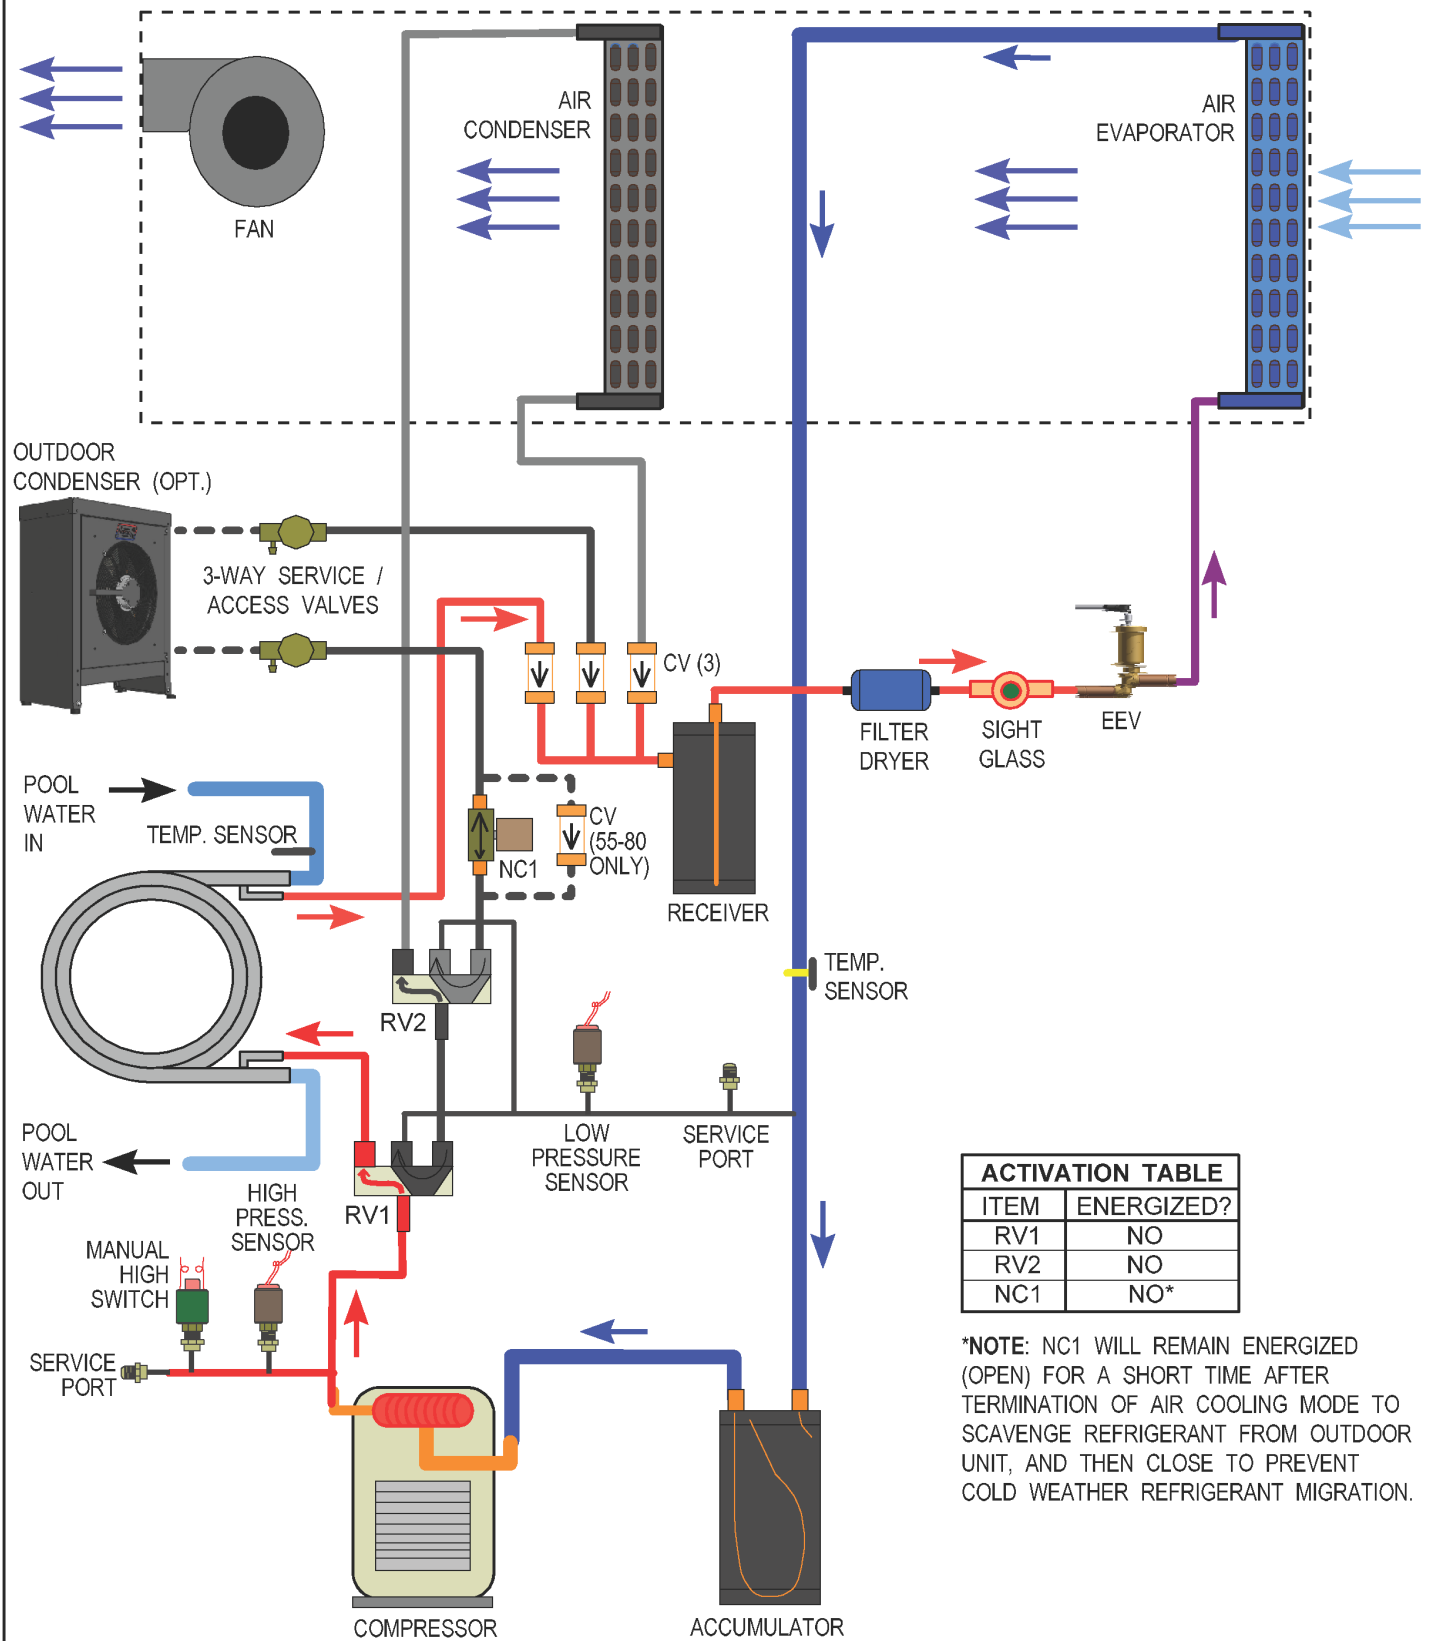 AIR
CONDENSER
AIR
EVAPORATOR
FAN
OUTDOOR
CONDENSER (OPT.)
3-WAY SERVICE /
ACCESS VALVES
CV (3)
FILTER
DRYER
SIGHT
GLASS
EEV
POOL
WATER
IN
TEMP. SENSOR
CV
(55-80
ONLY)
NC1
RECEIVER
TEMP.
SENSOR
RV2
LOW
PRESSURE
SENSOR
SERVICE
PORT
POOL
WATER
OUT
HIGH
PRESS.
SENSOR
RV1
MANUAL
HIGH
SWITCH
SERVICE
PORT
COMPRESSOR
ACCUMULATOR
ACTIVATION TABLE
ITEM ENERGIZED?
RV1 NO
RV2 NO
NC1 NO*
*NOTE: NC1 WILL REMAIN ENERGIZED
(OPEN) FOR A SHORT TIME AFTER
TERMINATION OF AIR COOLING MODE TO
SCAVENGE REFRIGERANT FROM OUTDOOR
UNIT, AND THEN CLOSE TO PREVENT
COLD WEATHER REFRIGERANT MIGRATION.